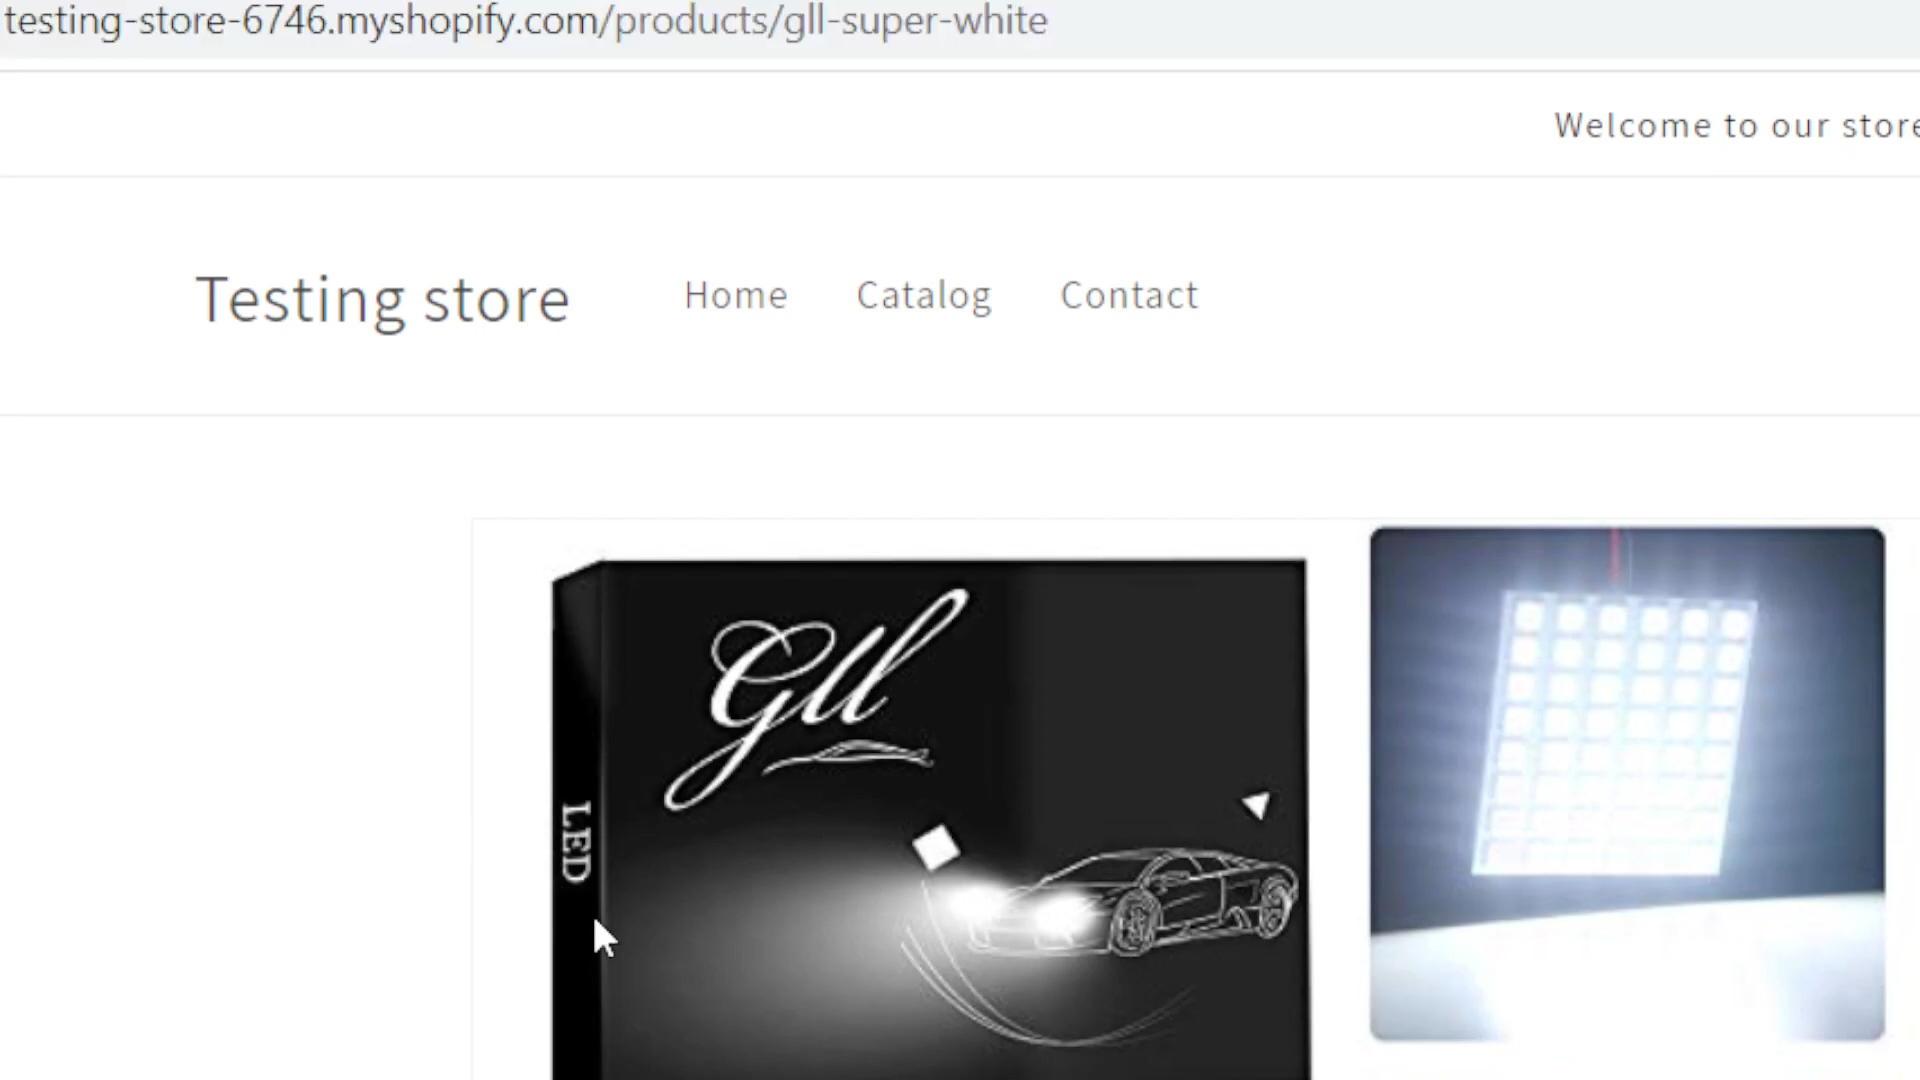 testing-store-6746.myshopify.com/products/gll-super-white
Welcome to our store
Testing store
Home Catalog Contact
Gll
LED